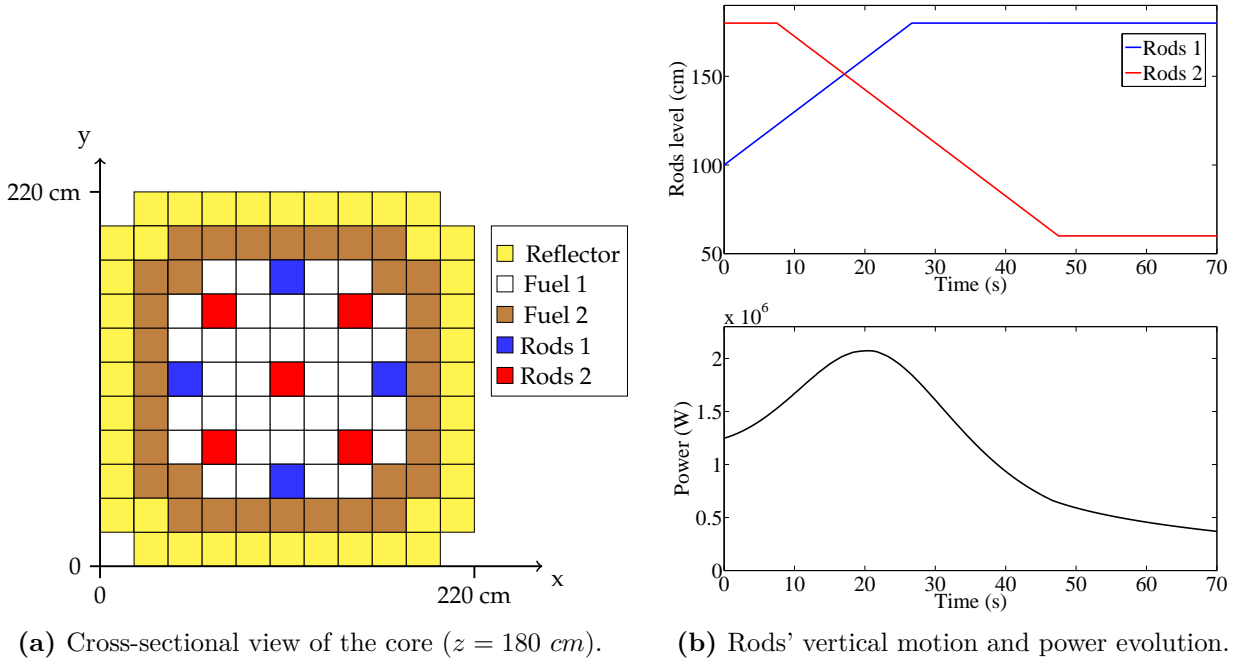 y
220 cm
0
0
220 cm
x
Reflector
Fuel 1
Fuel 2
Rods 1
Rods 2
(a) Cross-sectional view of the core (z = 180 cm).
Rods level (cm)
150
100
50
0 10 20 30 40 50 60 70
Time (s)
Rods 1
Rods 2
x 10^6
Power (W)
2
1.5
1
0.5
0
0 10 20 30 40 50 60 70
Time (s)
(b) Rods' vertical motion and power evolution.